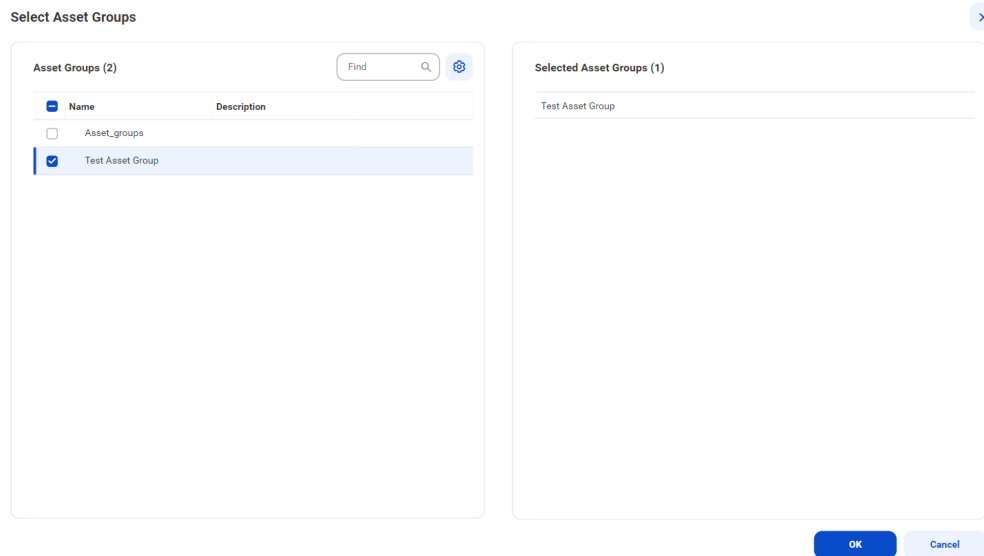 Select Asset Groups
Asset Groups (2)
Find
Name Description
Asset_groups
Test Asset Group
Selected Asset Groups (1)
Test Asset Group
OK Cancel